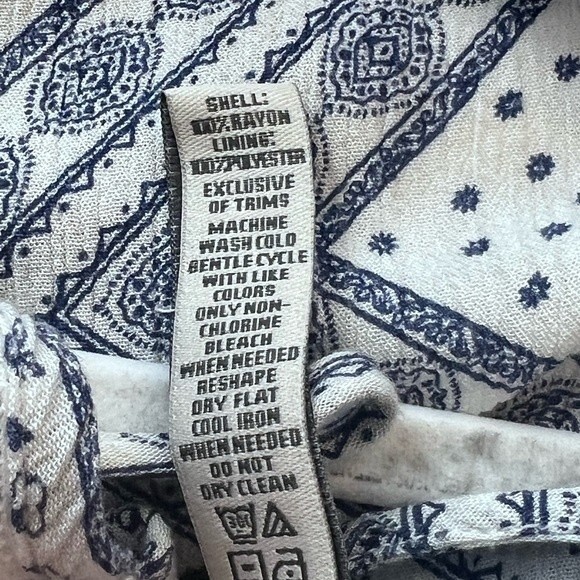 SHELL:
100% RAYON
LINING:
100% POLYESTER
EXCLUSIVE
OF TRIMS
MACHINE
WASH COLD
BENTLE CYCLE
WITH LIKE
COLORS
ONLY NON-
CHLORINE
BLEACH
WHEN NEEDED
RESHAPE
DRY FLAT
COOL IRON
WHEN NEEDED
DO NOT
DRY CLEAN